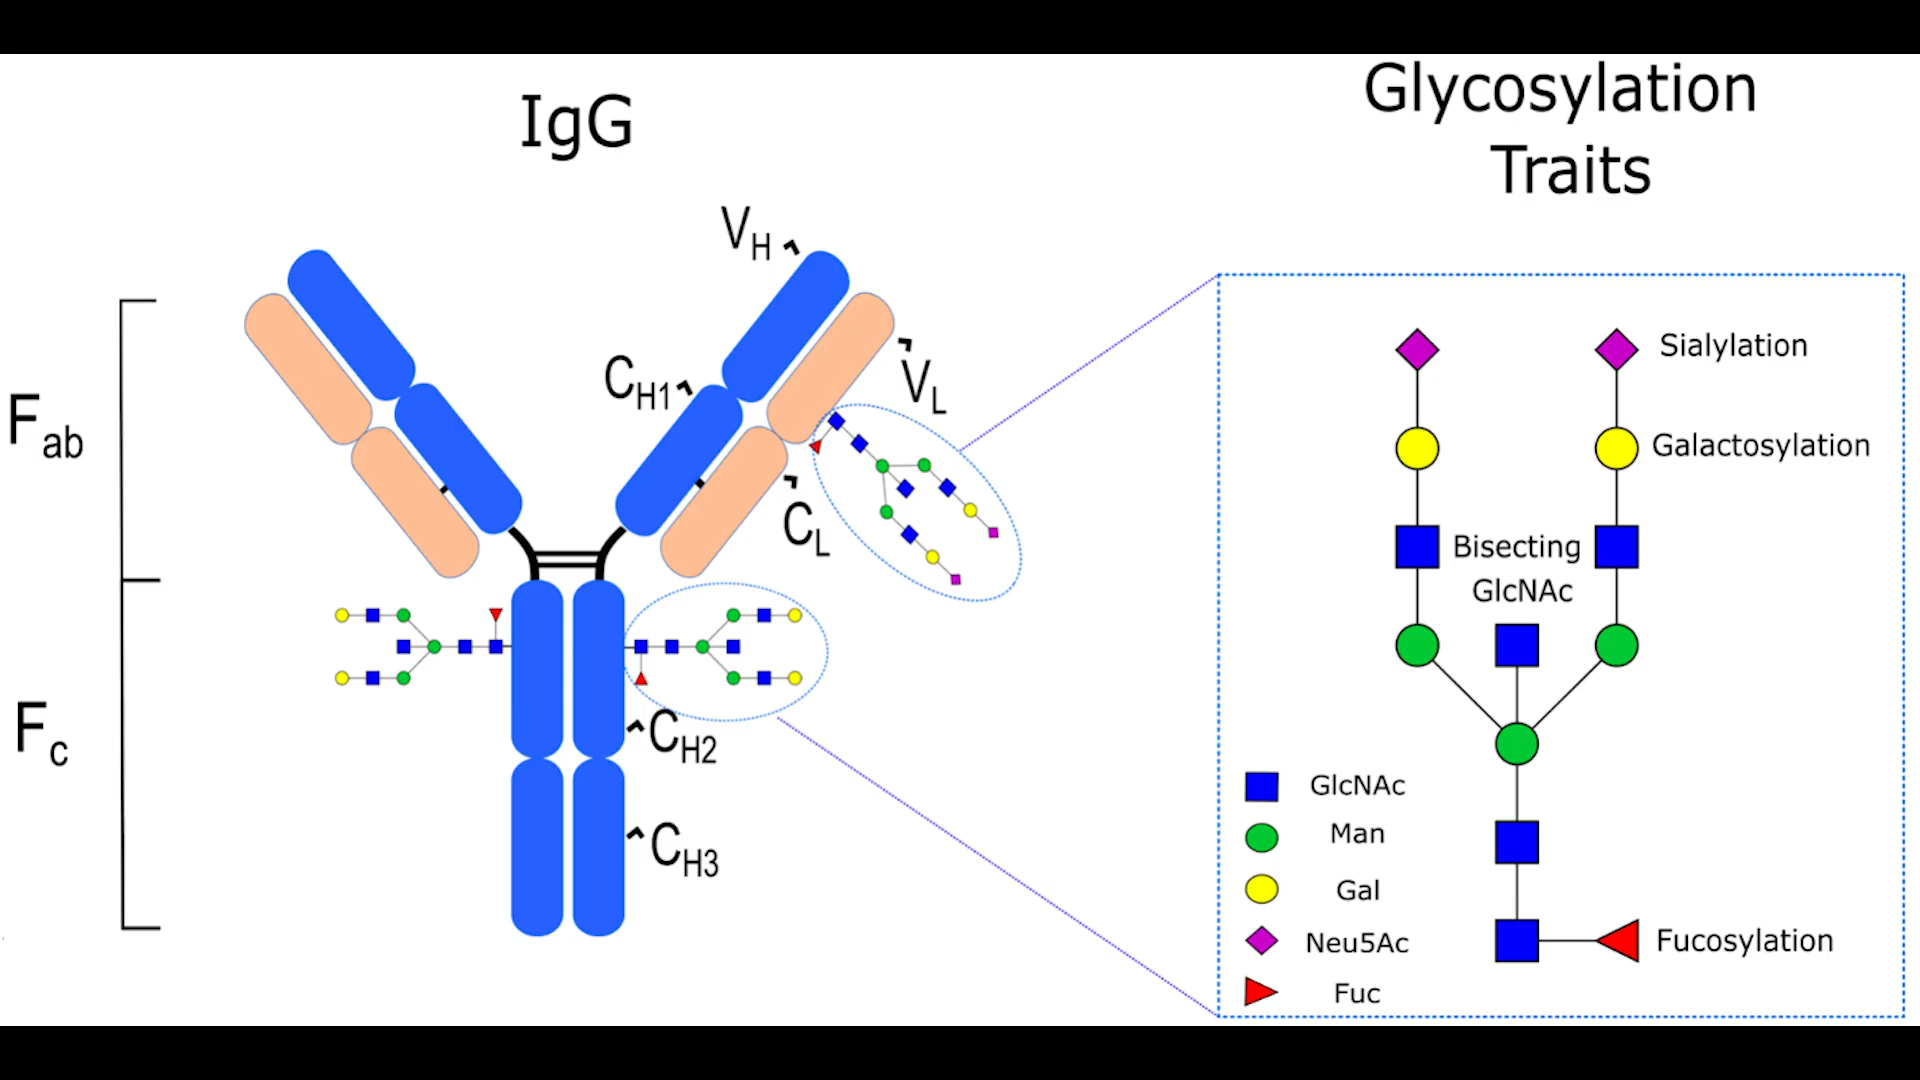 IgG
Glycosylation
Traits
VH
CH1
VL
CL
Fab
Fc
CH2
CH3
Sialylation
Galactosylation
Bisecting
GlcNAc
GlcNAc
Man
Gal
Neu5Ac
Fuc
Fucosylation